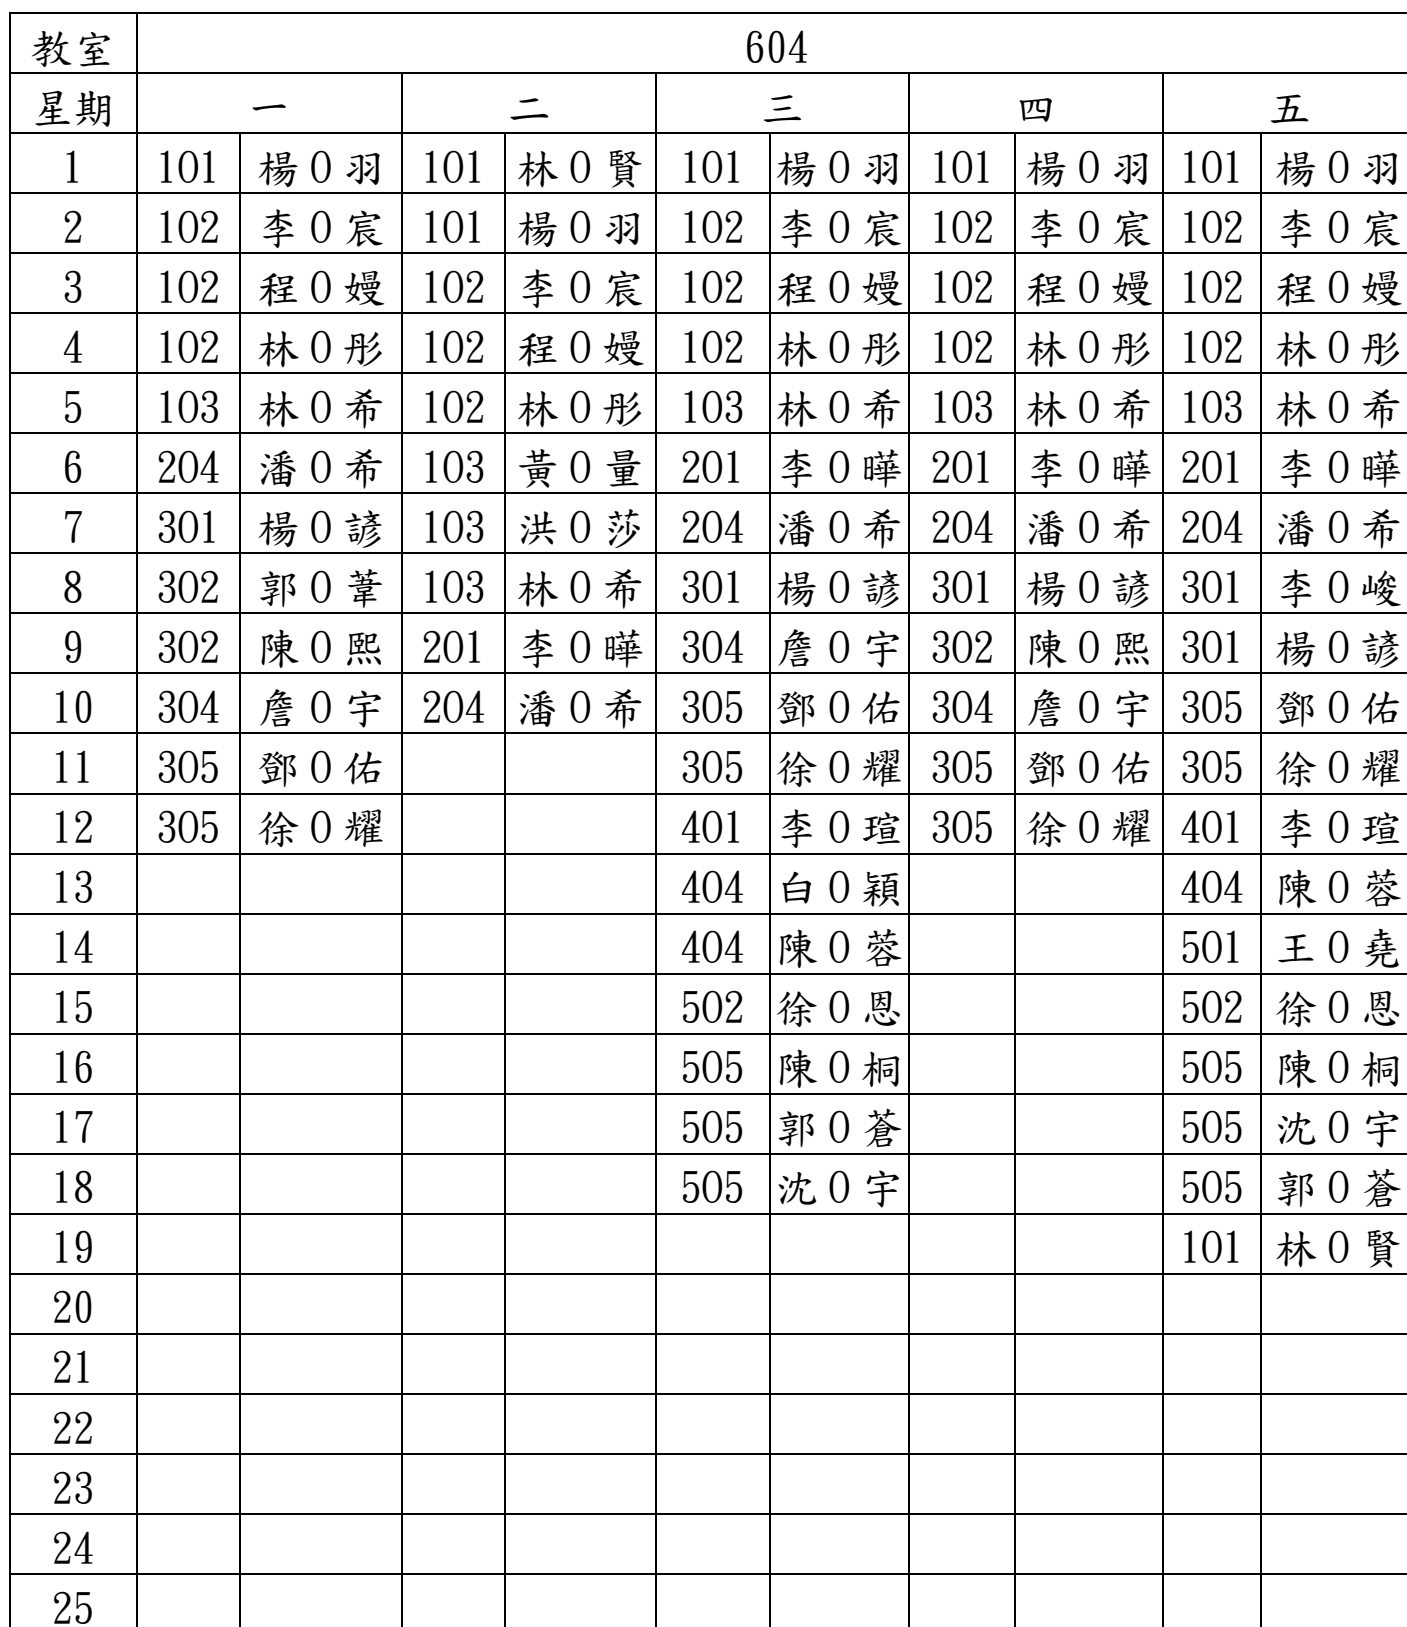 教室 604
星期 一 二 三 四 五
1 101 楊0羽 101 林0賢 101 楊0羽 101 楊0羽 101 楊0羽
2 102 李0宸 101 楊0羽 102 李0宸 102 李0宸 102 李0宸
3 102 程0嫚 102 李0宸 102 程0嫚 102 程0嫚 102 程0嫚
4 102 林0彤 102 程0嫚 102 林0彤 102 林0彤 102 林0彤
5 103 林0希 102 林0彤 103 林0希 103 林0希 103 林0希
6 204 潘0希 103 黃0量 201 李0曄 201 李0曄 201 李0曄
7 301 楊0諺 103 洪0莎 204 潘0希 204 潘0希 204 潘0希
8 302 郭0葦 103 林0希 301 楊0諺 301 楊0諺 301 李0峻
9 302 陳0熙 201 李0曄 304 詹0宇 302 陳0熙 301 楊0諺
10 304 詹0宇 204 潘0希 305 鄧0佑 304 詹0宇 305 鄧0佑
11 305 鄧0佑 305 徐0耀 305 鄧0佑 305 徐0耀
12 305 徐0耀 401 李0瑄 305 徐0耀 401 李0瑄
13 404 白0穎 404 陳0蓉
14 404 陳0蓉 501 王0堯
15 502 徐0恩 502 徐0恩
16 505 陳0桐 505 陳0桐
17 505 郭0蒼 505 沈0宇
18 505 沈0宇 505 郭0蒼
19 101 林0賢
20
21
22
23
24
25